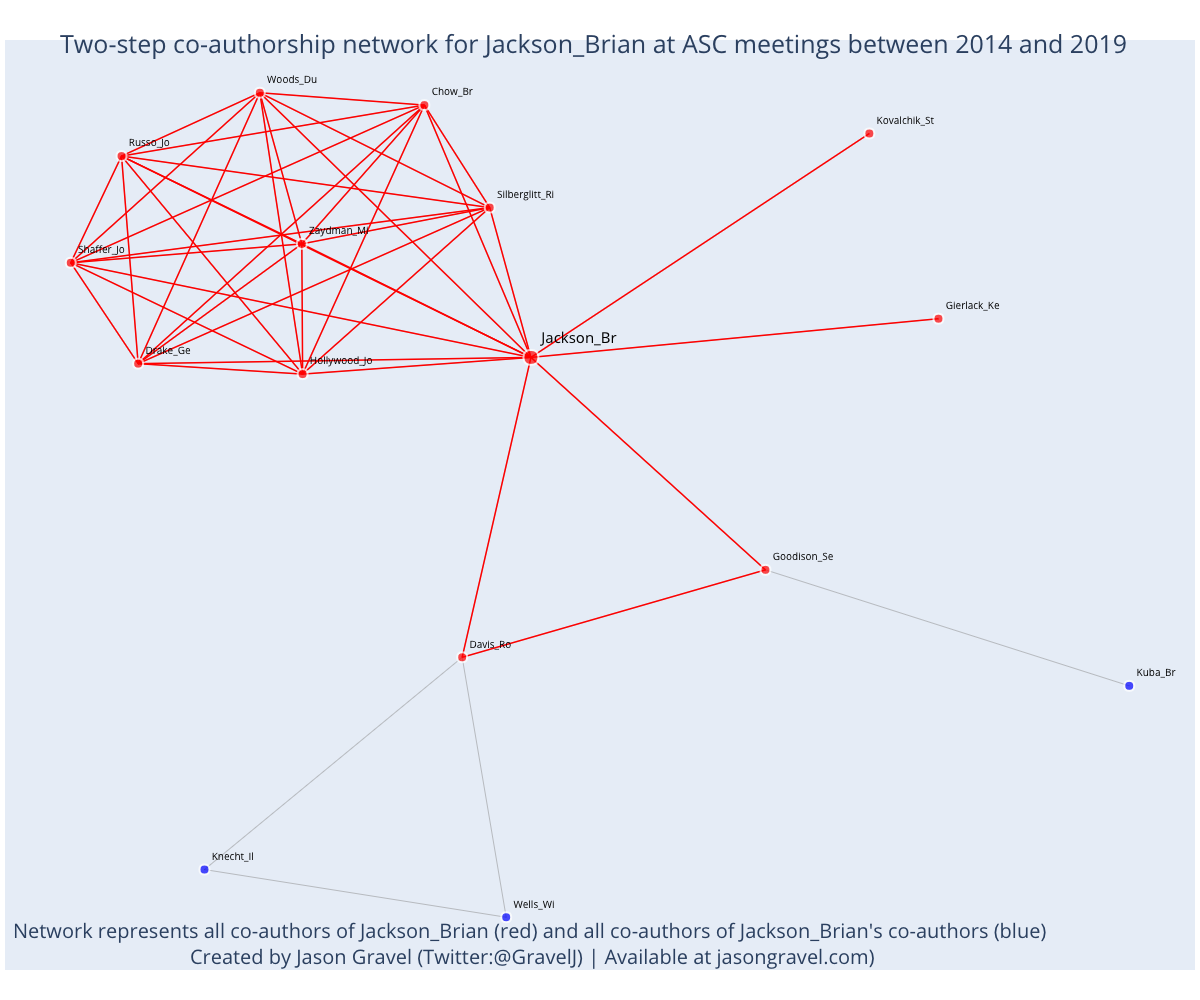 Two-step co-authorship network for Jackson_Brian at ASC meetings between 2014 and 2019
Woods_Du
Chow_Br
Kovalchik_St
Russo_Jo
Silberglitt_Ri
Zaydman_Mi
Shaffer_Jo
Gierlack_Ke
Jackson_Br
Drake_Ge
Hollywood_Jo
Goodison_Se
Davis_Ro
Kuba_Br
Knecht_Il
Wells_Wi
Network represents all co-authors of Jackson_Brian (red) and all co-authors of Jackson_Brian's co-authors (blue)
Created by Jason Gravel (Twitter:@GravelJ) | Available at jasongravel.com)